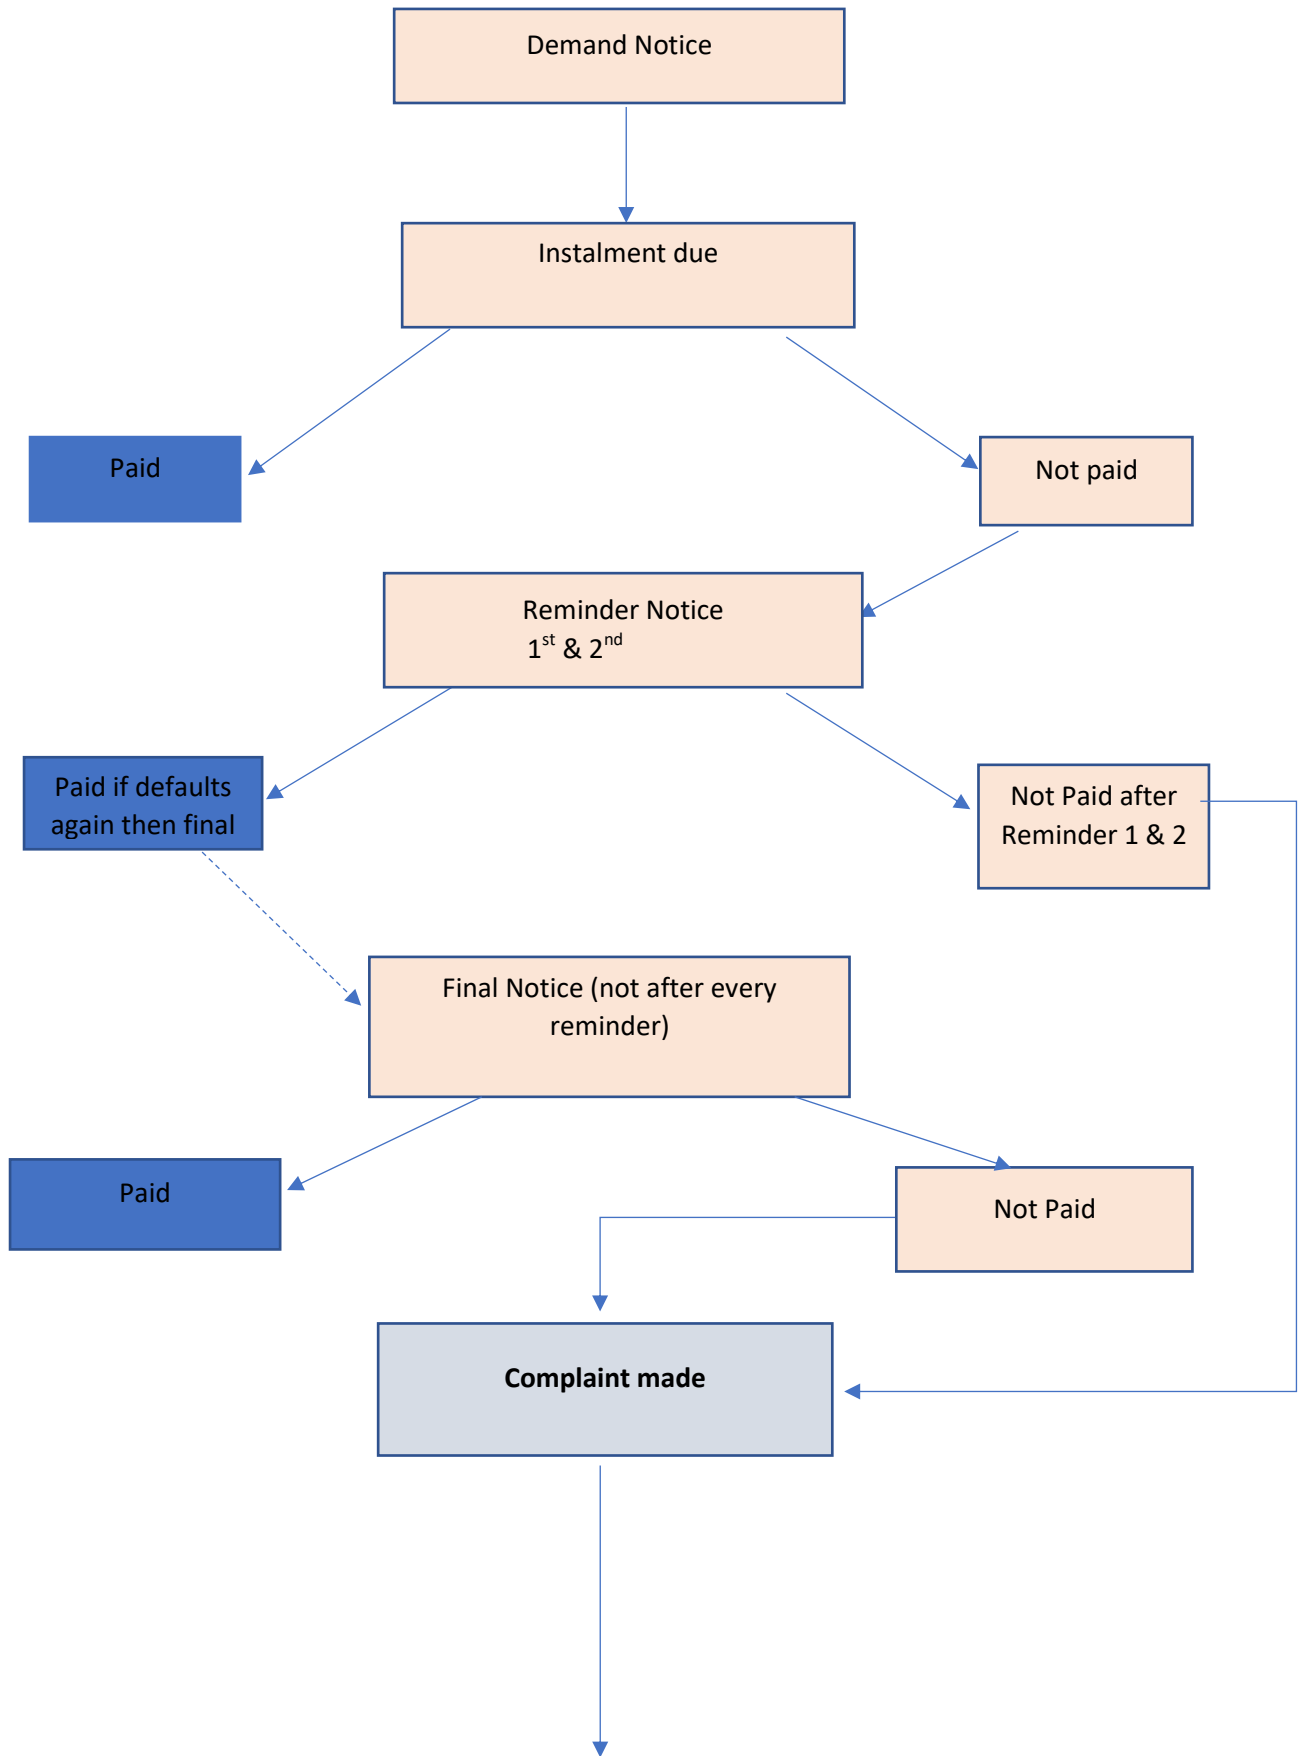 Demand Notice
Instalment due
Paid
Not paid
Reminder Notice
1st & 2nd
Paid if defaults
again then final
Not Paid after
Reminder 1 & 2
Final Notice (not after every
reminder)
Paid
Not Paid
Complaint made